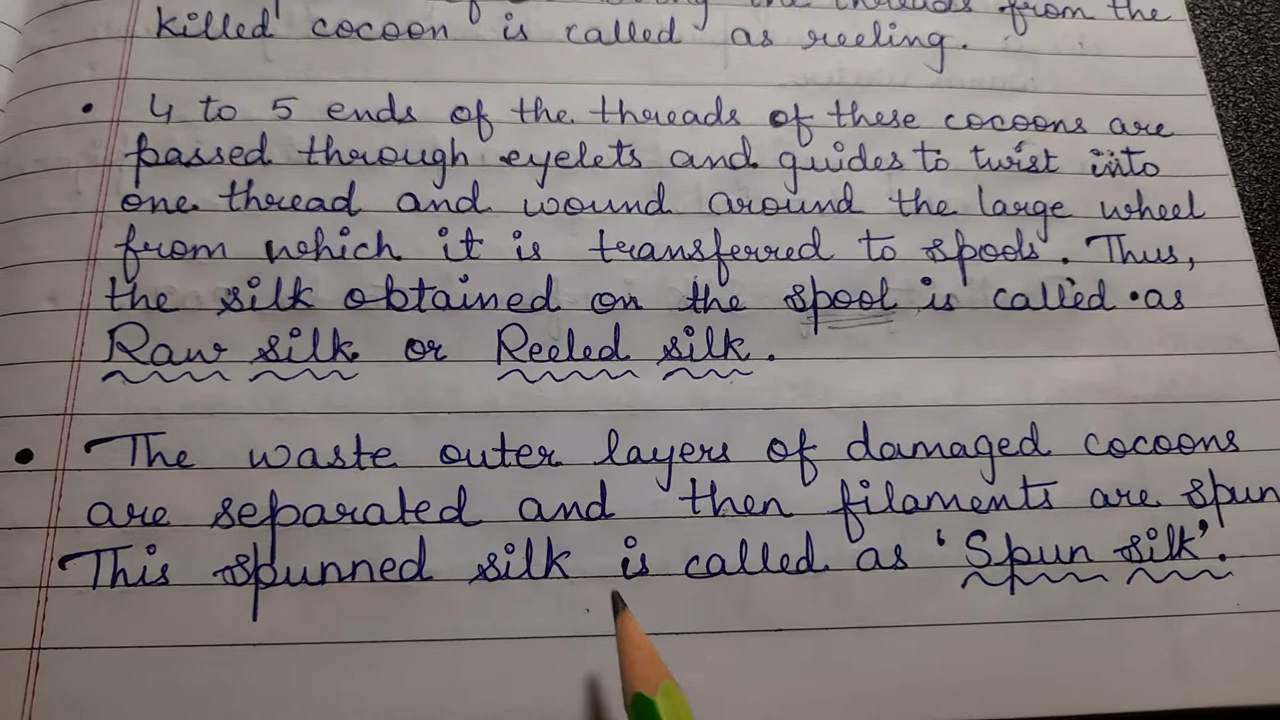 the threads from the
killed cocoon is called as reeling.
• 4 to 5 ends of the threads of these cocoons are
passed through eyelets and guides to twist into
one thread and wound around the large wheel
from which it is transferred to spools. Thus,
the silk obtained on the spool is called as
Raw silk or Reeled silk.
• The waste outer layers of damaged cocoons
are separated and then filaments are spun
This spunned silk is called as 'Spun silk'.